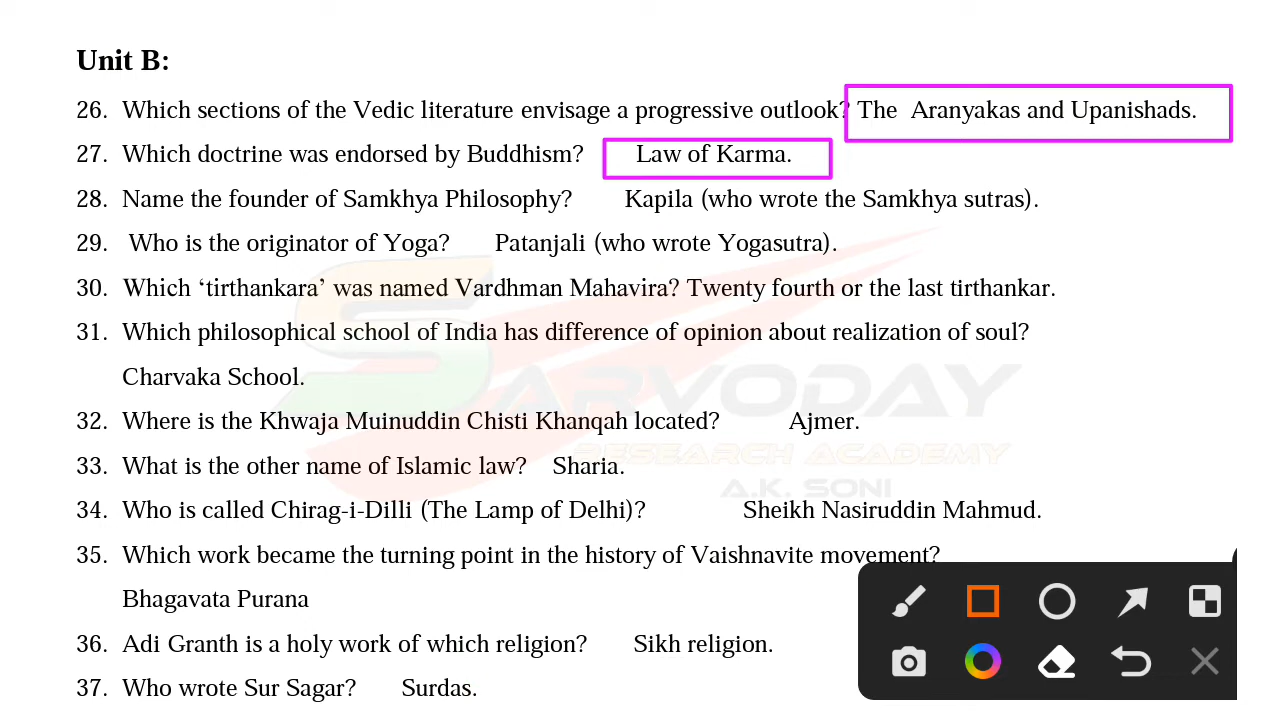 Unit B:
26. Which sections of the Vedic literature envisage a progressive outlook? The Aranyakas and Upanishads.
27. Which doctrine was endorsed by Buddhism? Law of Karma.
28. Name the founder of Samkhya Philosophy? Kapila (who wrote the Samkhya sutras).
29. Who is the originator of Yoga? Patanjali (who wrote Yogasutra).
30. Which ‘tirthankara’ was named Vardhman Mahavira? Twenty fourth or the last tirthankar.
31. Which philosophical school of India has difference of opinion about realization of soul?
Charvaka School.
SARVODAY
32. Where is the Khwaja Muinuddin Chisti Khanqah located? Ajmer.
RESEARCH ACADEMY
33. What is the other name of Islamic law? Sharia.
A.K. SONI
34. Who is called Chirag-i-Dilli (The Lamp of Delhi)? Sheikh Nasiruddin Mahmud.
35. Which work became the turning point in the history of Vaishnavite movement?
Bhagavata Purana
36. Adi Granth is a holy work of which religion? Sikh religion.
37. Who wrote Sur Sagar? Surdas.